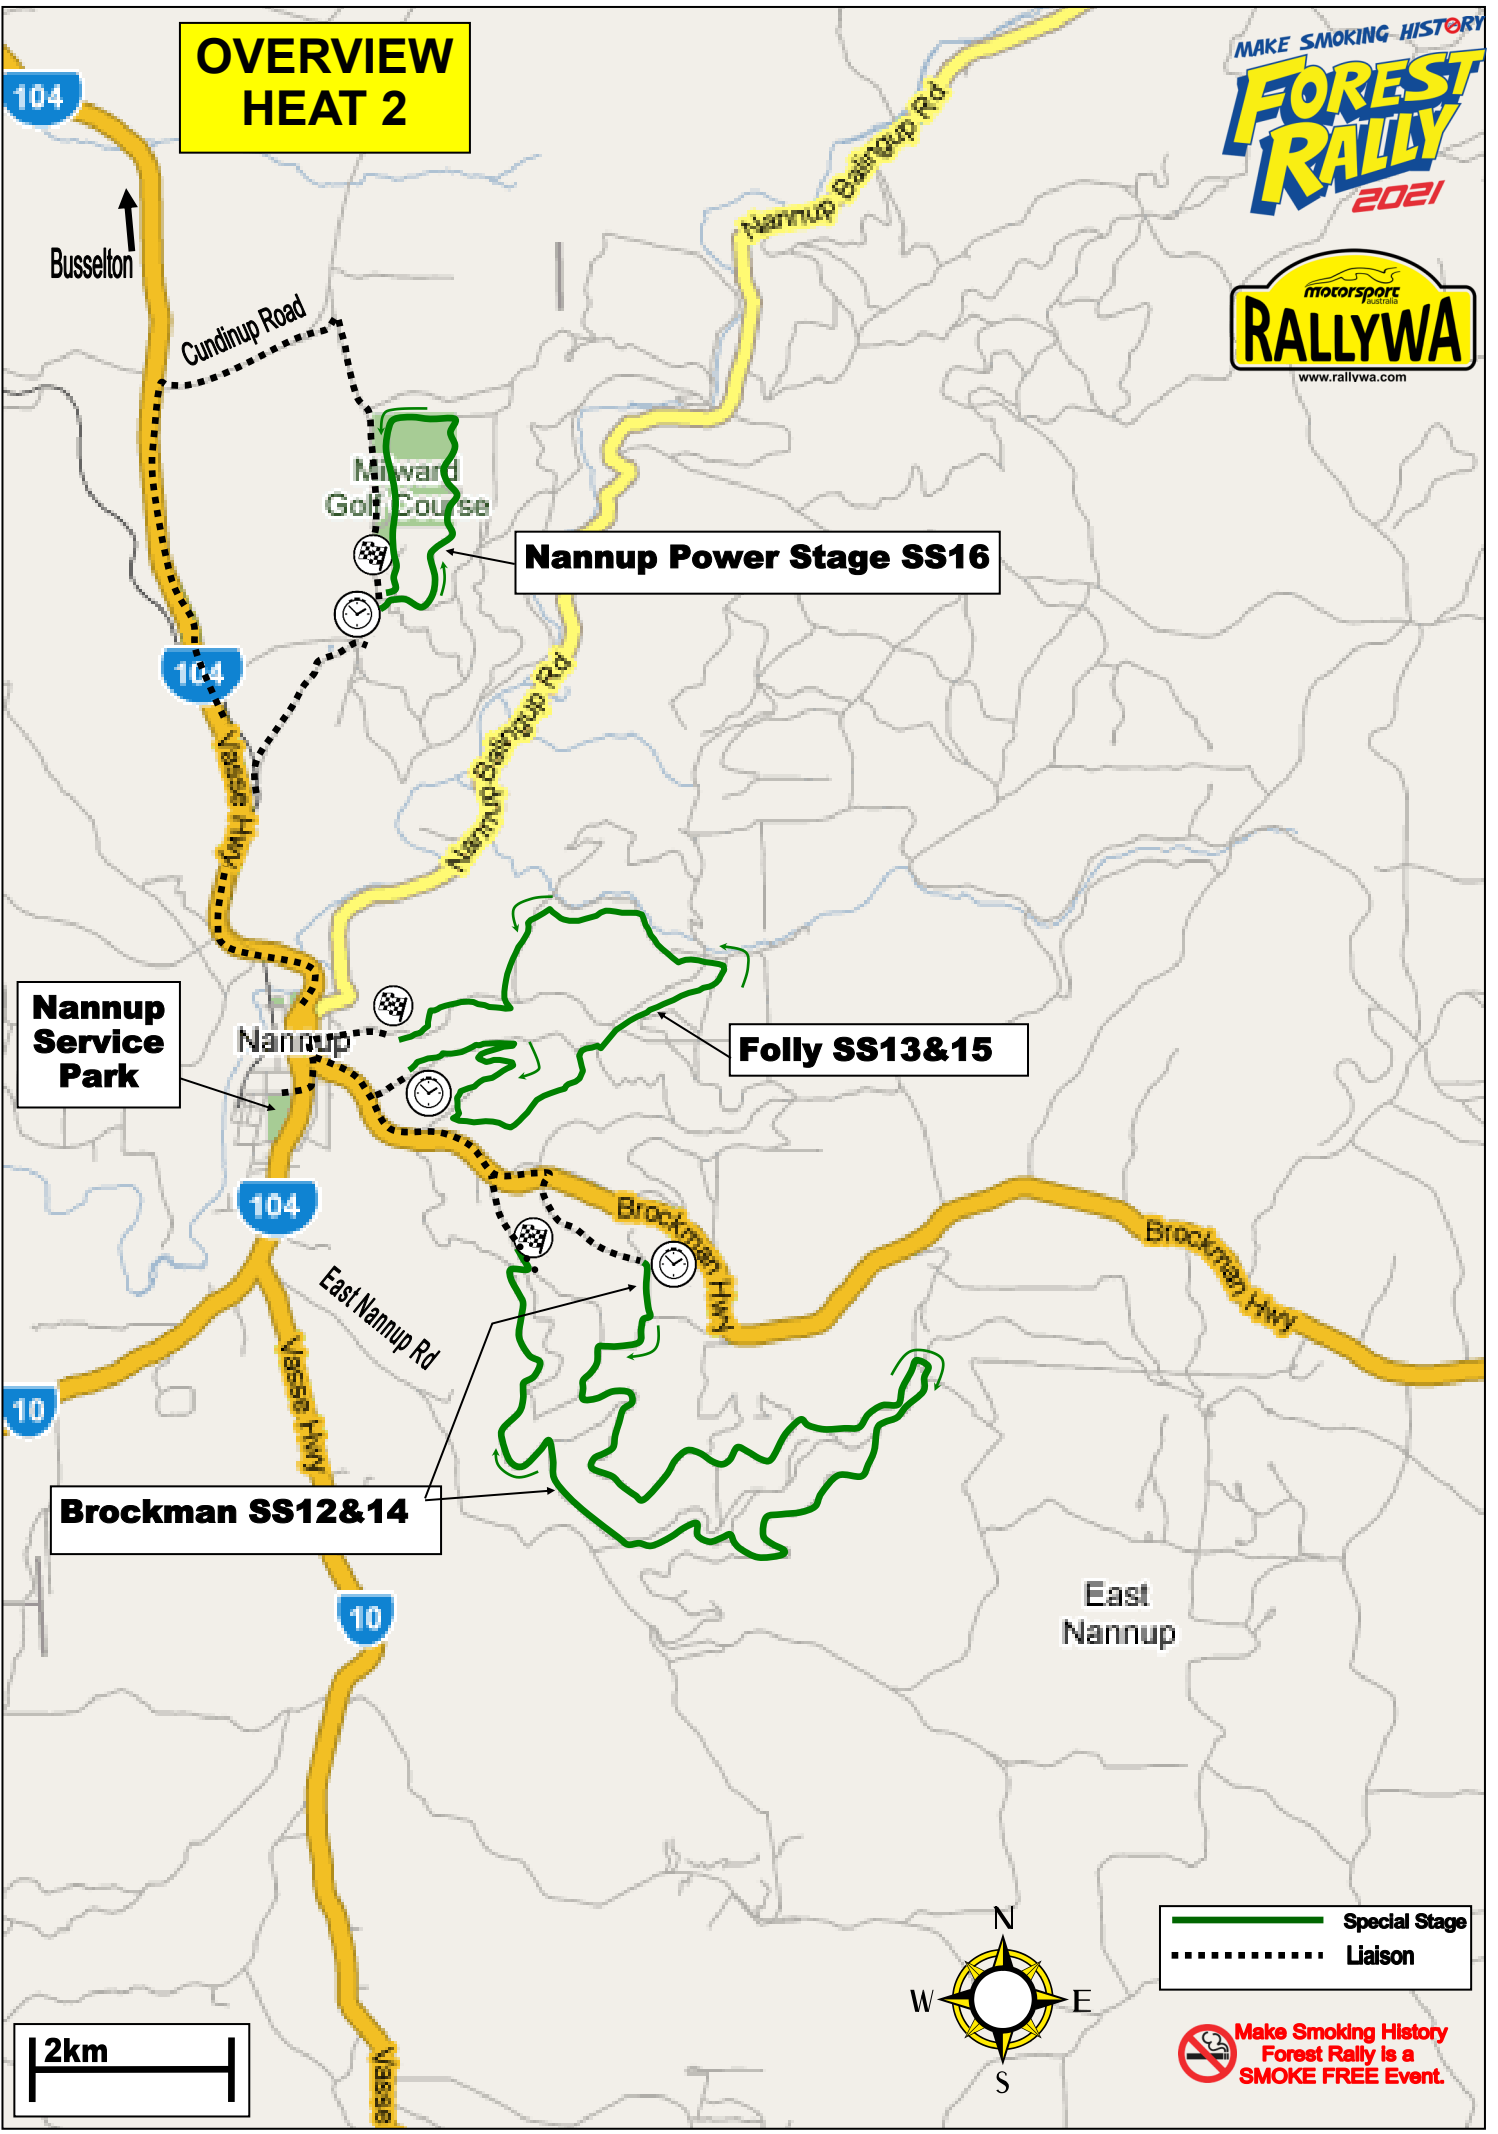 OVERVIEW
HEAT 2
MAKE SMOKING HISTORY
FOREST
RALLY
2021
motorsport
australia
RALLYWA
www.rallywa.com
104
Busselton
Cundinup Road
Nannup Balingup Rd
Milward
Golf Course
Nannup Power Stage SS16
104
Vasse Hwy
Nannup Balingup Rd
Nannup Balingup Rd
Nannup
Service
Park
Nannup
Folly SS13&15
104
Brockman Hwy
Brockman Hwy
East Nannup Rd
Vasse Hwy
10
Brockman SS12&14
10
East
Nannup
N
W
E
S
Special Stage
Liaison
2km
Vasse
Make Smoking History
Forest Rally is a
SMOKE FREE Event.